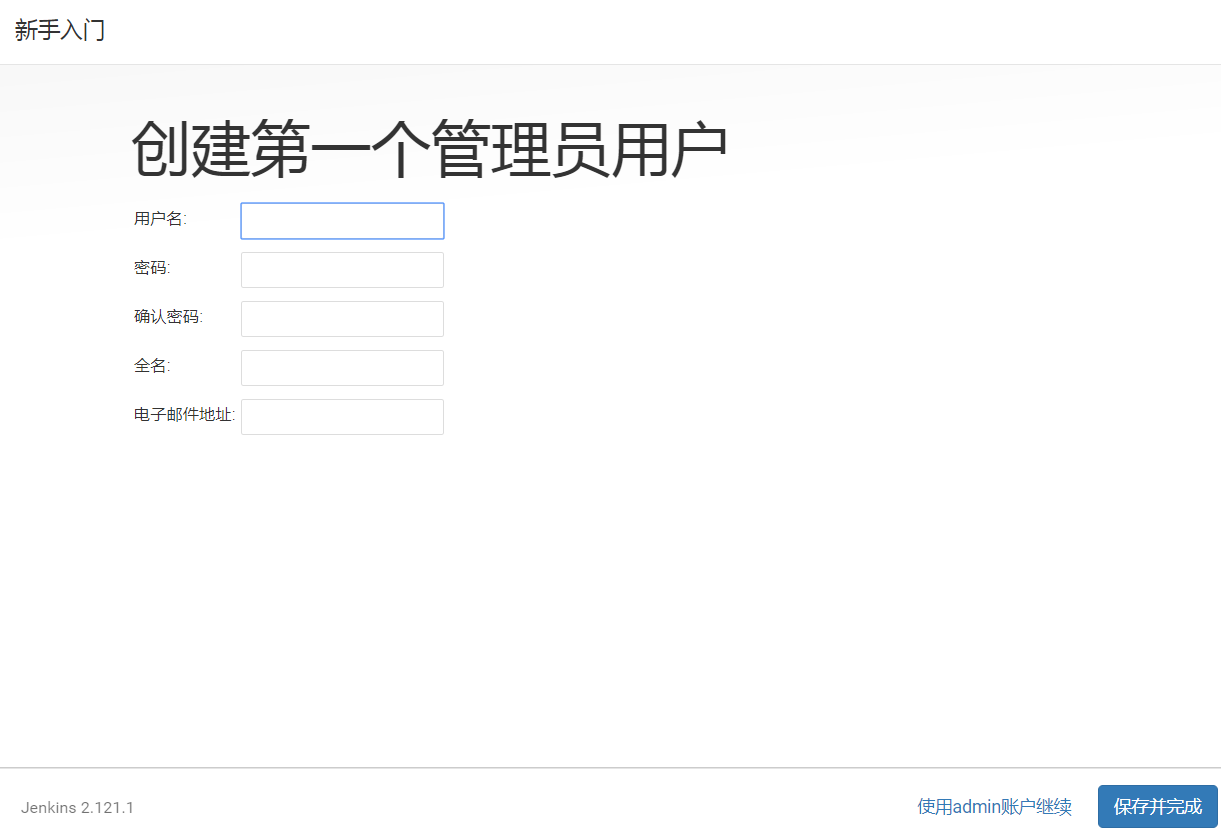 新手入门
创建第一个管理员用户
用户名:
密码:
确认密码:
全名:
电子邮件地址:
Jenkins 2.121.1
使用admin账户继续
保存并完成